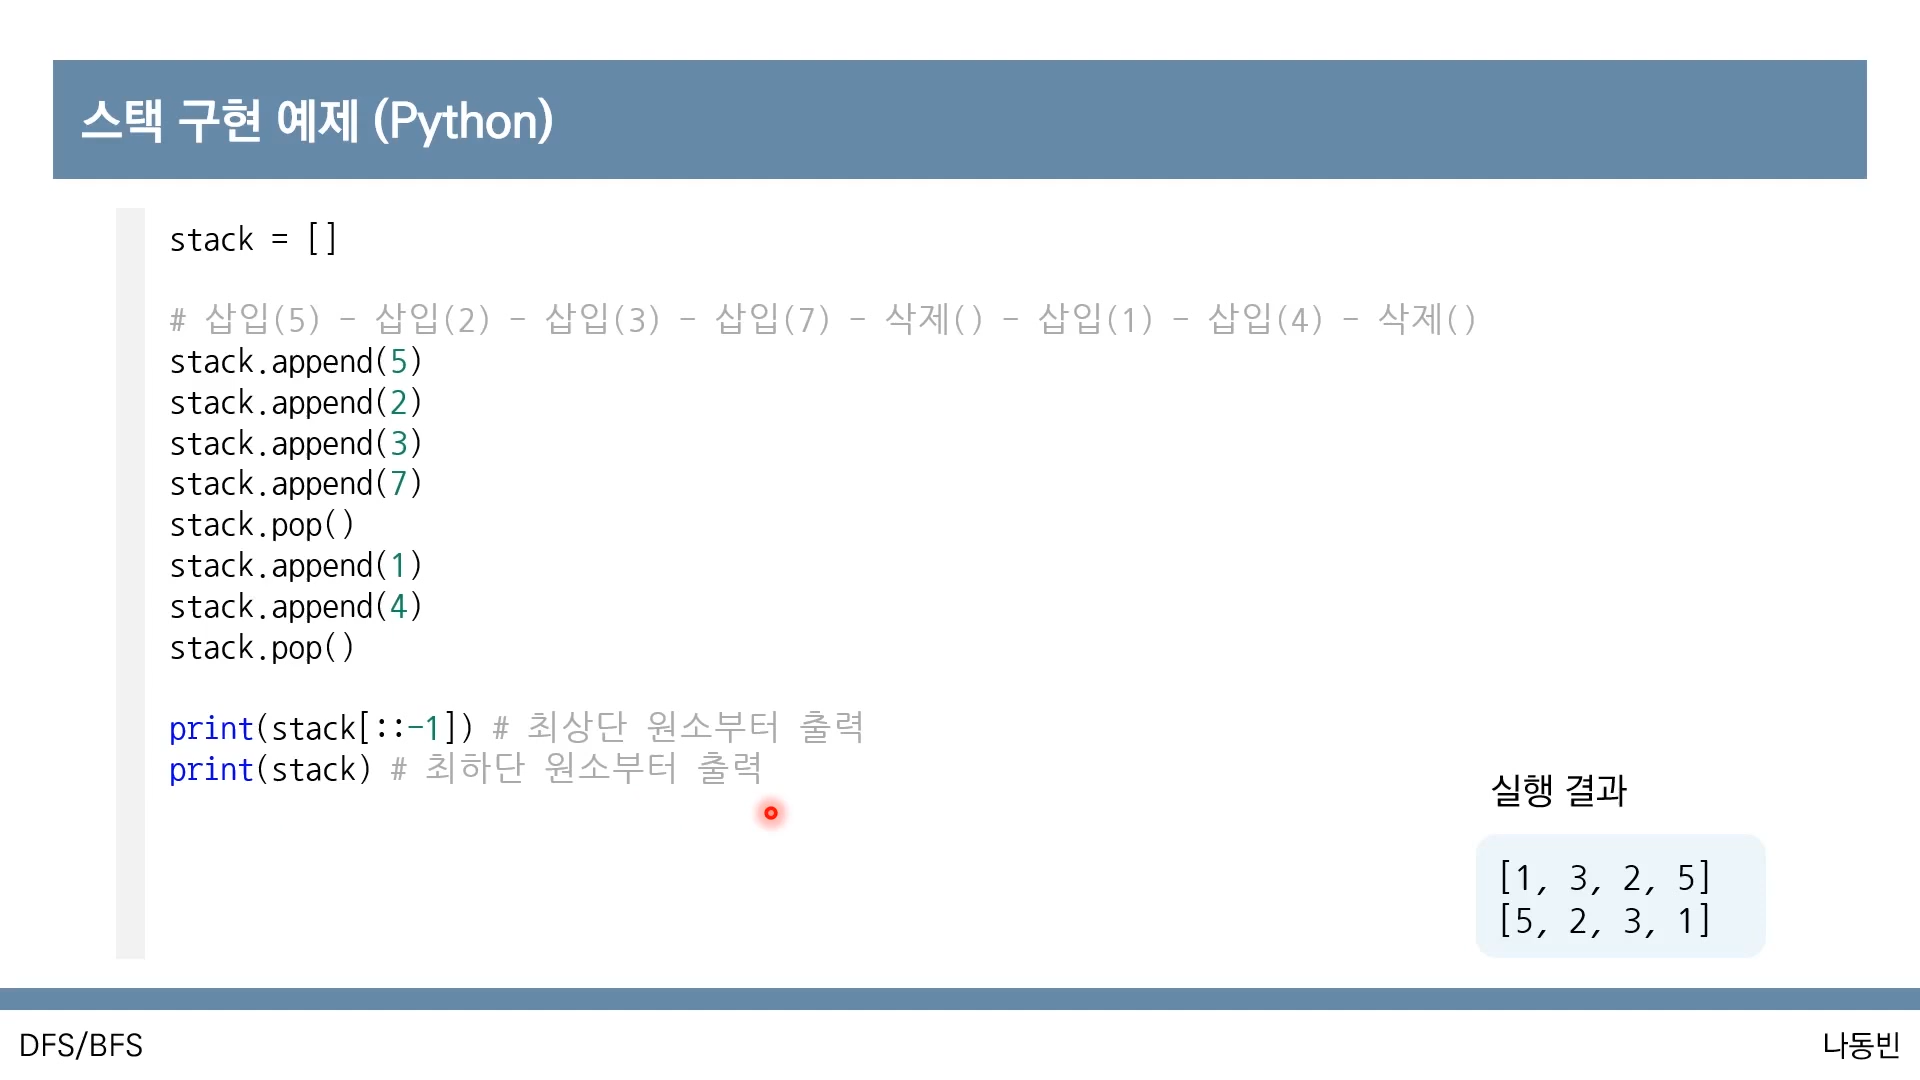 스택 구현 예제 (Python)
stack = []
# 삽입(5) - 삽입(2) - 삽입(3) - 삽입(7) - 삭제() - 삽입(1) - 삽입(4) - 삭제()
stack.append(5)
stack.append(2)
stack.append(3)
stack.append(7)
stack.pop()
stack.append(1)
stack.append(4)
stack.pop()
print(stack[::-1]) # 최상단 원소부터 출력
print(stack) # 최하단 원소부터 출력
실행 결과
[1, 3, 2, 5]
[5, 2, 3, 1]
DFS/BFS
나동빈